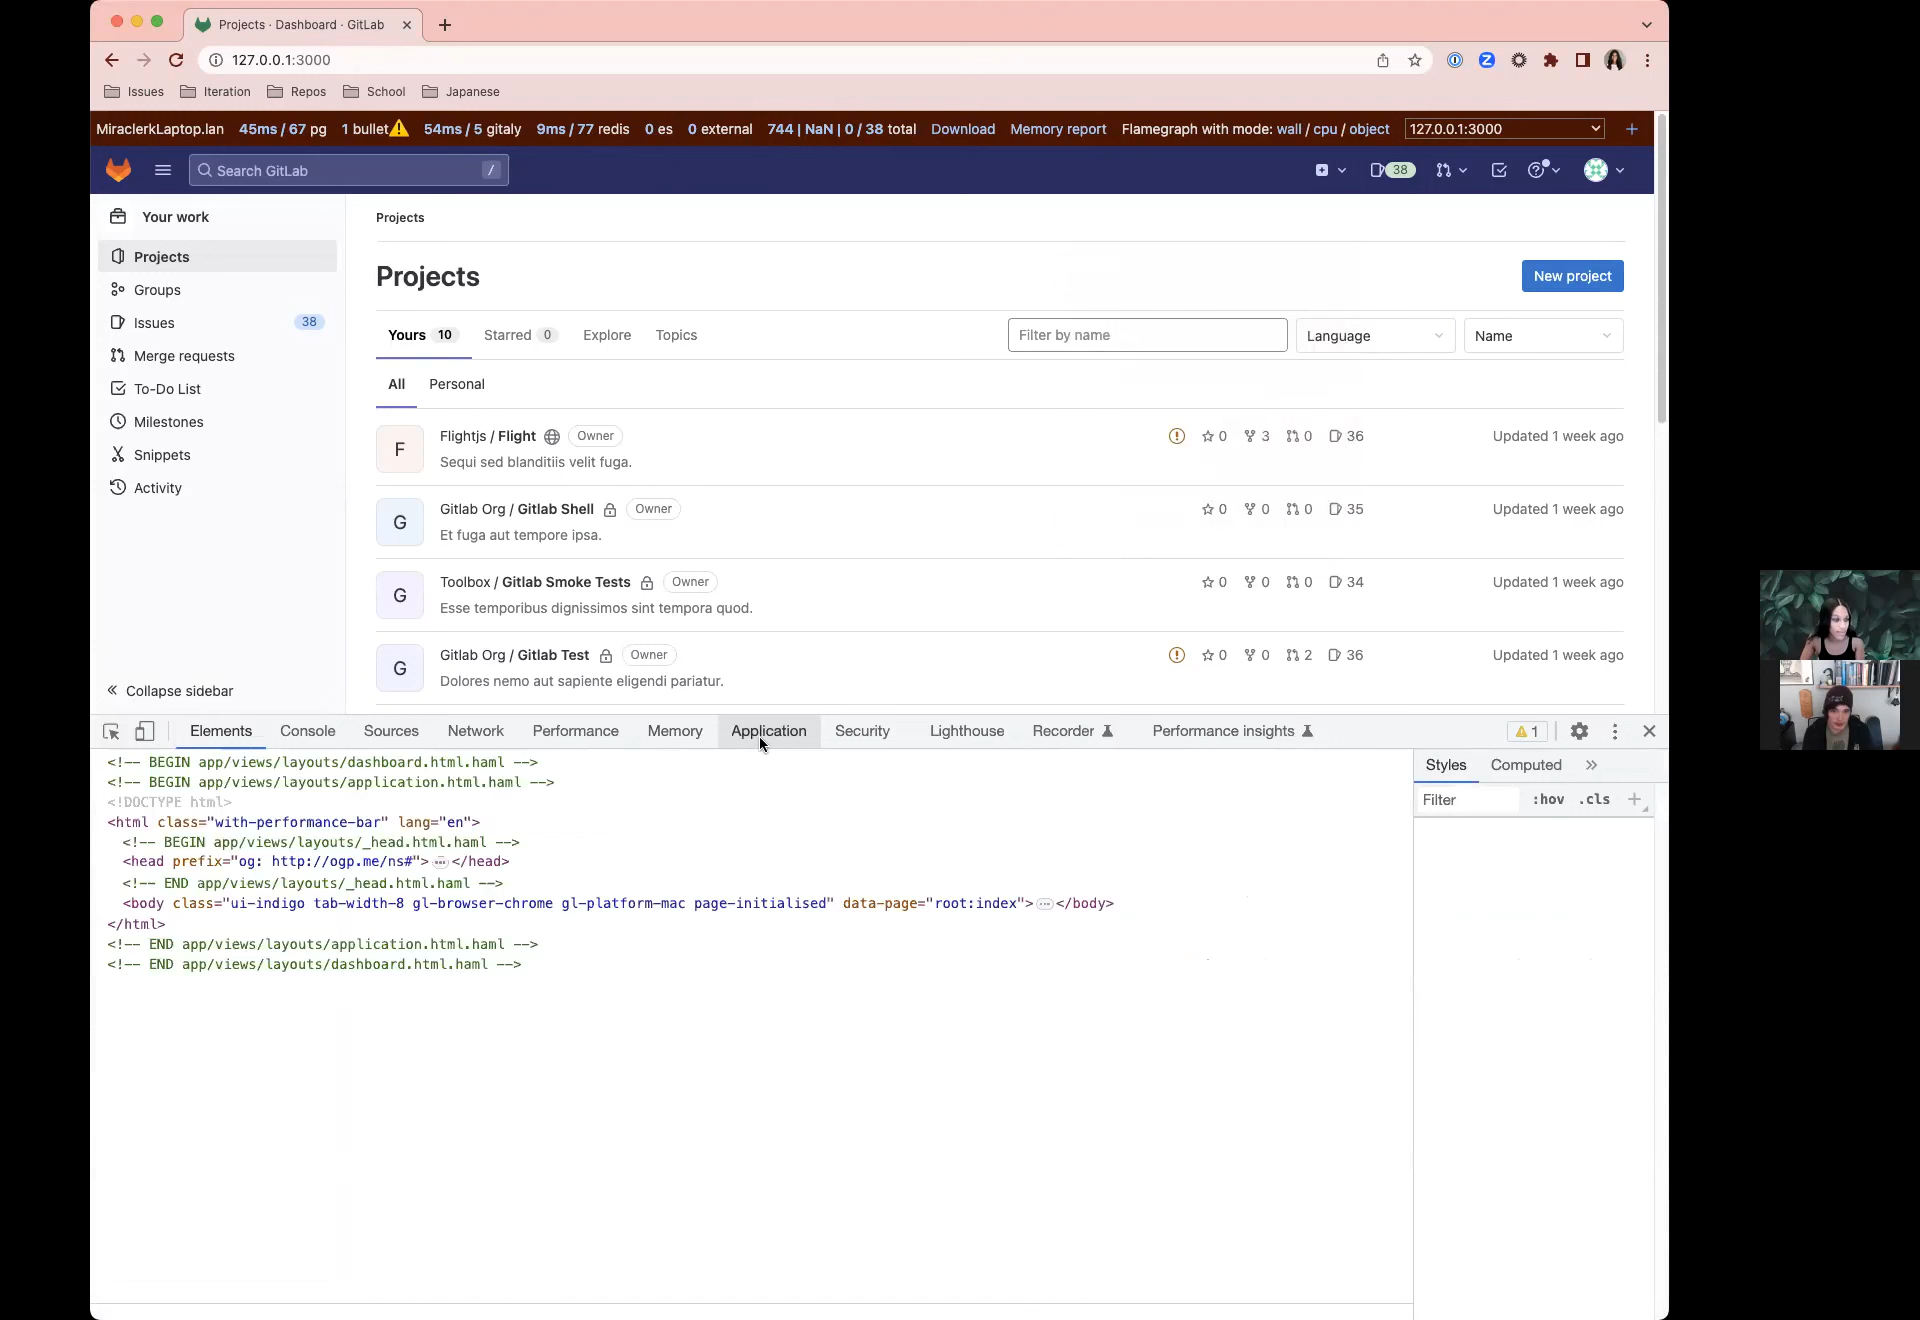 Projects · Dashboard · GitLab
127.0.0.1:3000
Issues Iteration Repos School Japanese
MiraclerkLaptop.lan 45ms / 67 pg 1 bullet 54ms / 5 gitaly 9ms / 77 redis 0 es 0 external 744 | NaN | 0 / 38 total Download Memory report Flamegraph with mode: wall / cpu / object 127.0.0.1:3000
Search GitLab / 38
Your work
Projects
Groups
Issues 38
Merge requests
To-Do List
Milestones
Snippets
Activity
Collapse sidebar
Projects
Projects
New project
Yours 10 Starred 0 Explore Topics Filter by name Language Name
All Personal
F Flightjs / Flight Owner 0 3 0 36 Updated 1 week ago
Sequi sed blanditiis velit fuga.
G Gitlab Org / Gitlab Shell Owner 0 0 0 35 Updated 1 week ago
Et fuga aut tempore ipsa.
G Toolbox / Gitlab Smoke Tests Owner 0 0 0 34 Updated 1 week ago
Esse temporibus dignissimos sint tempora quod.
G Gitlab Org / Gitlab Test Owner 0 0 2 36 Updated 1 week ago
Dolores nemo aut sapiente eligendi pariatur.
Elements Console Sources Network Performance Memory Application Security Lighthouse Recorder Performance insights 1
<!-- BEGIN app/views/layouts/dashboard.html.haml -->
<!-- BEGIN app/views/layouts/application.html.haml -->
<!DOCTYPE html>
<html class="with-performance-bar" lang="en">
<!-- BEGIN app/views/layouts/_head.html.haml -->
<head prefix="og: http://ogp.me/ns#">…</head>
<!-- END app/views/layouts/_head.html.haml -->
<body class="ui-indigo tab-width-8 gl-browser-chrome gl-platform-mac page-initialised" data-page="root:index">…</body>
</html>
<!-- END app/views/layouts/application.html.haml -->
<!-- END app/views/layouts/dashboard.html.haml -->
Styles Computed
Filter :hov .cls